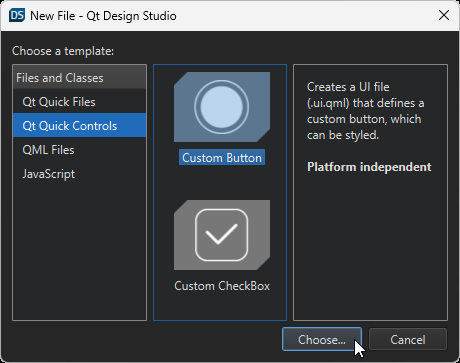 DS New File - Qt Design Studio
Choose a template:
Files and Classes
Qt Quick Files
Qt Quick Controls
QML Files
JavaScript
Custom Button
Custom CheckBox
Creates a UI file
(.ui.qml) that defines a
custom button, which
can be styled.
Platform independent
Choose...
Cancel